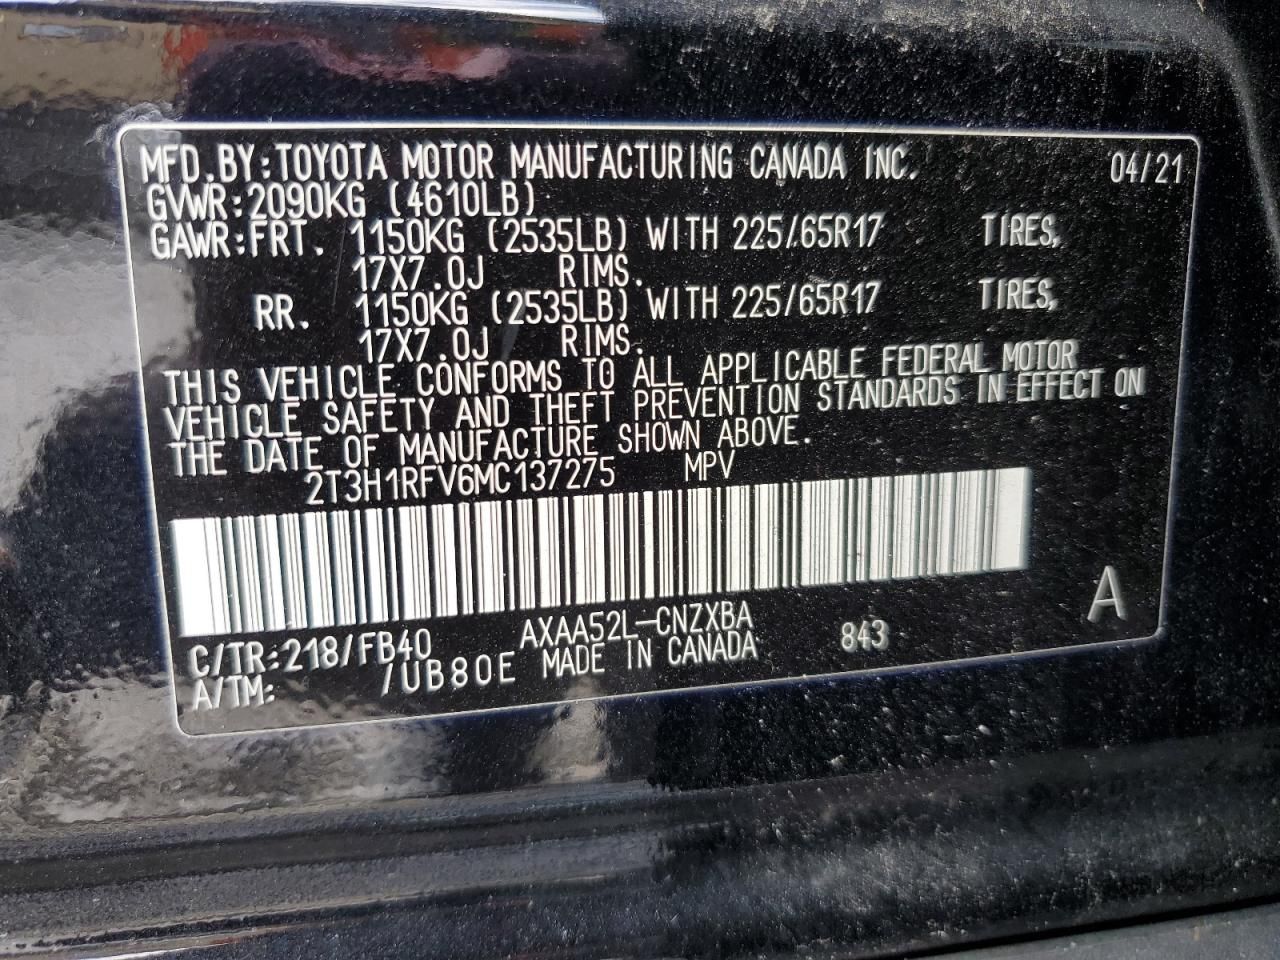 MFD.BY:TOYOTA MOTOR MANUFACTURING CANADA INC. 04/21
GVWR:2090KG (4610LB)
GAWR:FRT. 1150KG (2535LB) WITH 225/65R17 TIRES,
17X7.0J RIMS.
RR. 1150KG (2535LB) WITH 225/65R17 TIRES,
17X7.0J RIMS.
THIS VEHICLE CONFORMS TO ALL APPLICABLE FEDERAL MOTOR
VEHICLE SAFETY AND THEFT PREVENTION STANDARDS IN EFFECT ON
THE DATE OF MANUFACTURE SHOWN ABOVE.
2T3H1RFV6MC137275 MPV
C/TR:218/FB40 AXAA52L-CNZXBA 843 A
A/TM: /UB80E MADE IN CANADA